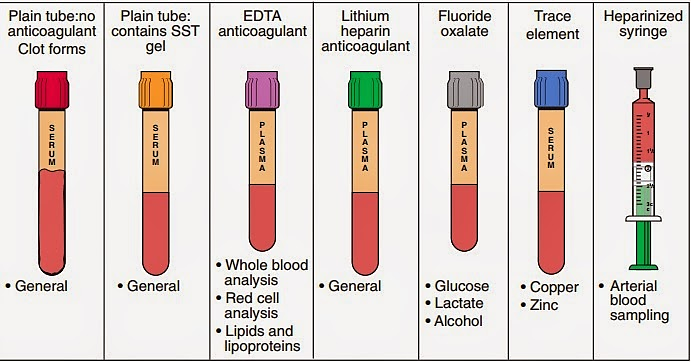 Plain tube:no
anticoagulant
Clot forms
SERUM
• General
Plain tube:
contains SST
gel
SERUM
• General
EDTA
anticoagulant
PLASMA
• Whole blood
analysis
• Red cell
analysis
• Lipids and
lipoproteins
Lithium
heparin
anticoagulant
PLASMA
• General
Fluoride
oxalate
PLASMA
• Glucose
• Lactate
• Alcohol
Trace
element
SERUM
• Copper
• Zinc
Heparinized
syringe
1
• Arterial
blood
sampling